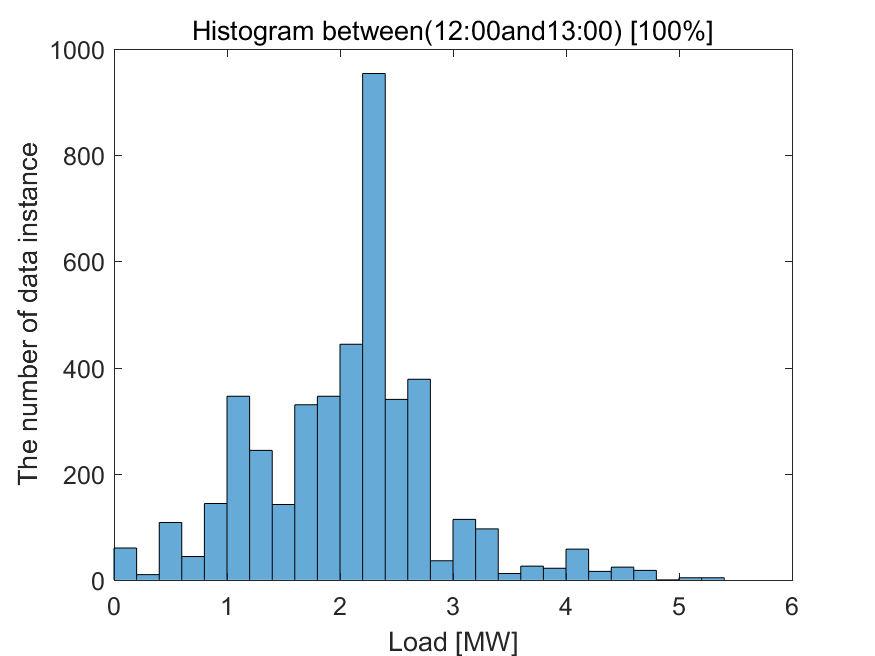 Histogram between(12:00and13:00) [100%]
The number of data instance
1000
800
600
400
200
0
0 1 2 3 4 5 6
Load [MW]